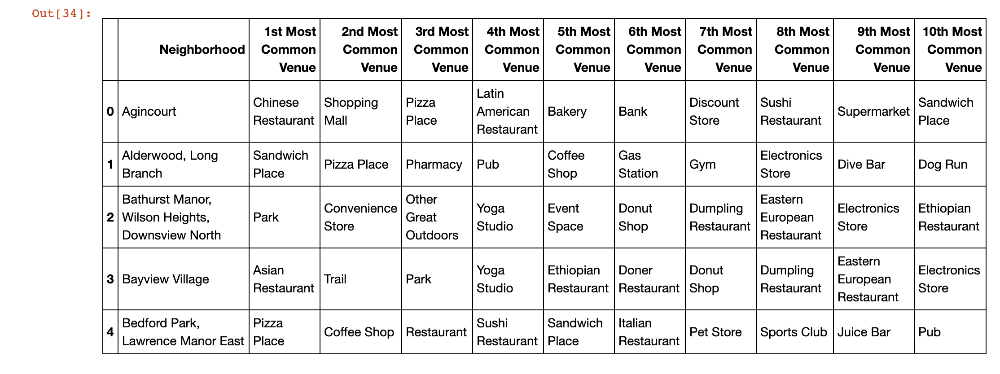 Out[34]:
Neighborhood 1st Most Common Venue 2nd Most Common Venue 3rd Most Common Venue 4th Most Common Venue 5th Most Common Venue 6th Most Common Venue 7th Most Common Venue 8th Most Common Venue 9th Most Common Venue 10th Most Common Venue
0 Agincourt Chinese Restaurant Shopping Mall Pizza Place Latin American Restaurant Bakery Bank Discount Store Sushi Restaurant Supermarket Sandwich Place
1 Alderwood, Long Branch Sandwich Place Pizza Place Pharmacy Pub Coffee Shop Gas Station Gym Electronics Store Dive Bar Dog Run
2 Bathurst Manor, Wilson Heights, Downsview North Park Convenience Store Other Great Outdoors Yoga Studio Event Space Donut Shop Dumpling Restaurant Eastern European Restaurant Electronics Store Ethiopian Restaurant
3 Bayview Village Asian Restaurant Trail Park Yoga Studio Ethiopian Restaurant Doner Restaurant Donut Shop Dumpling Restaurant Eastern European Restaurant Electronics Store
4 Bedford Park, Lawrence Manor East Pizza Place Coffee Shop Restaurant Sushi Restaurant Sandwich Place Italian Restaurant Pet Store Sports Club Juice Bar Pub